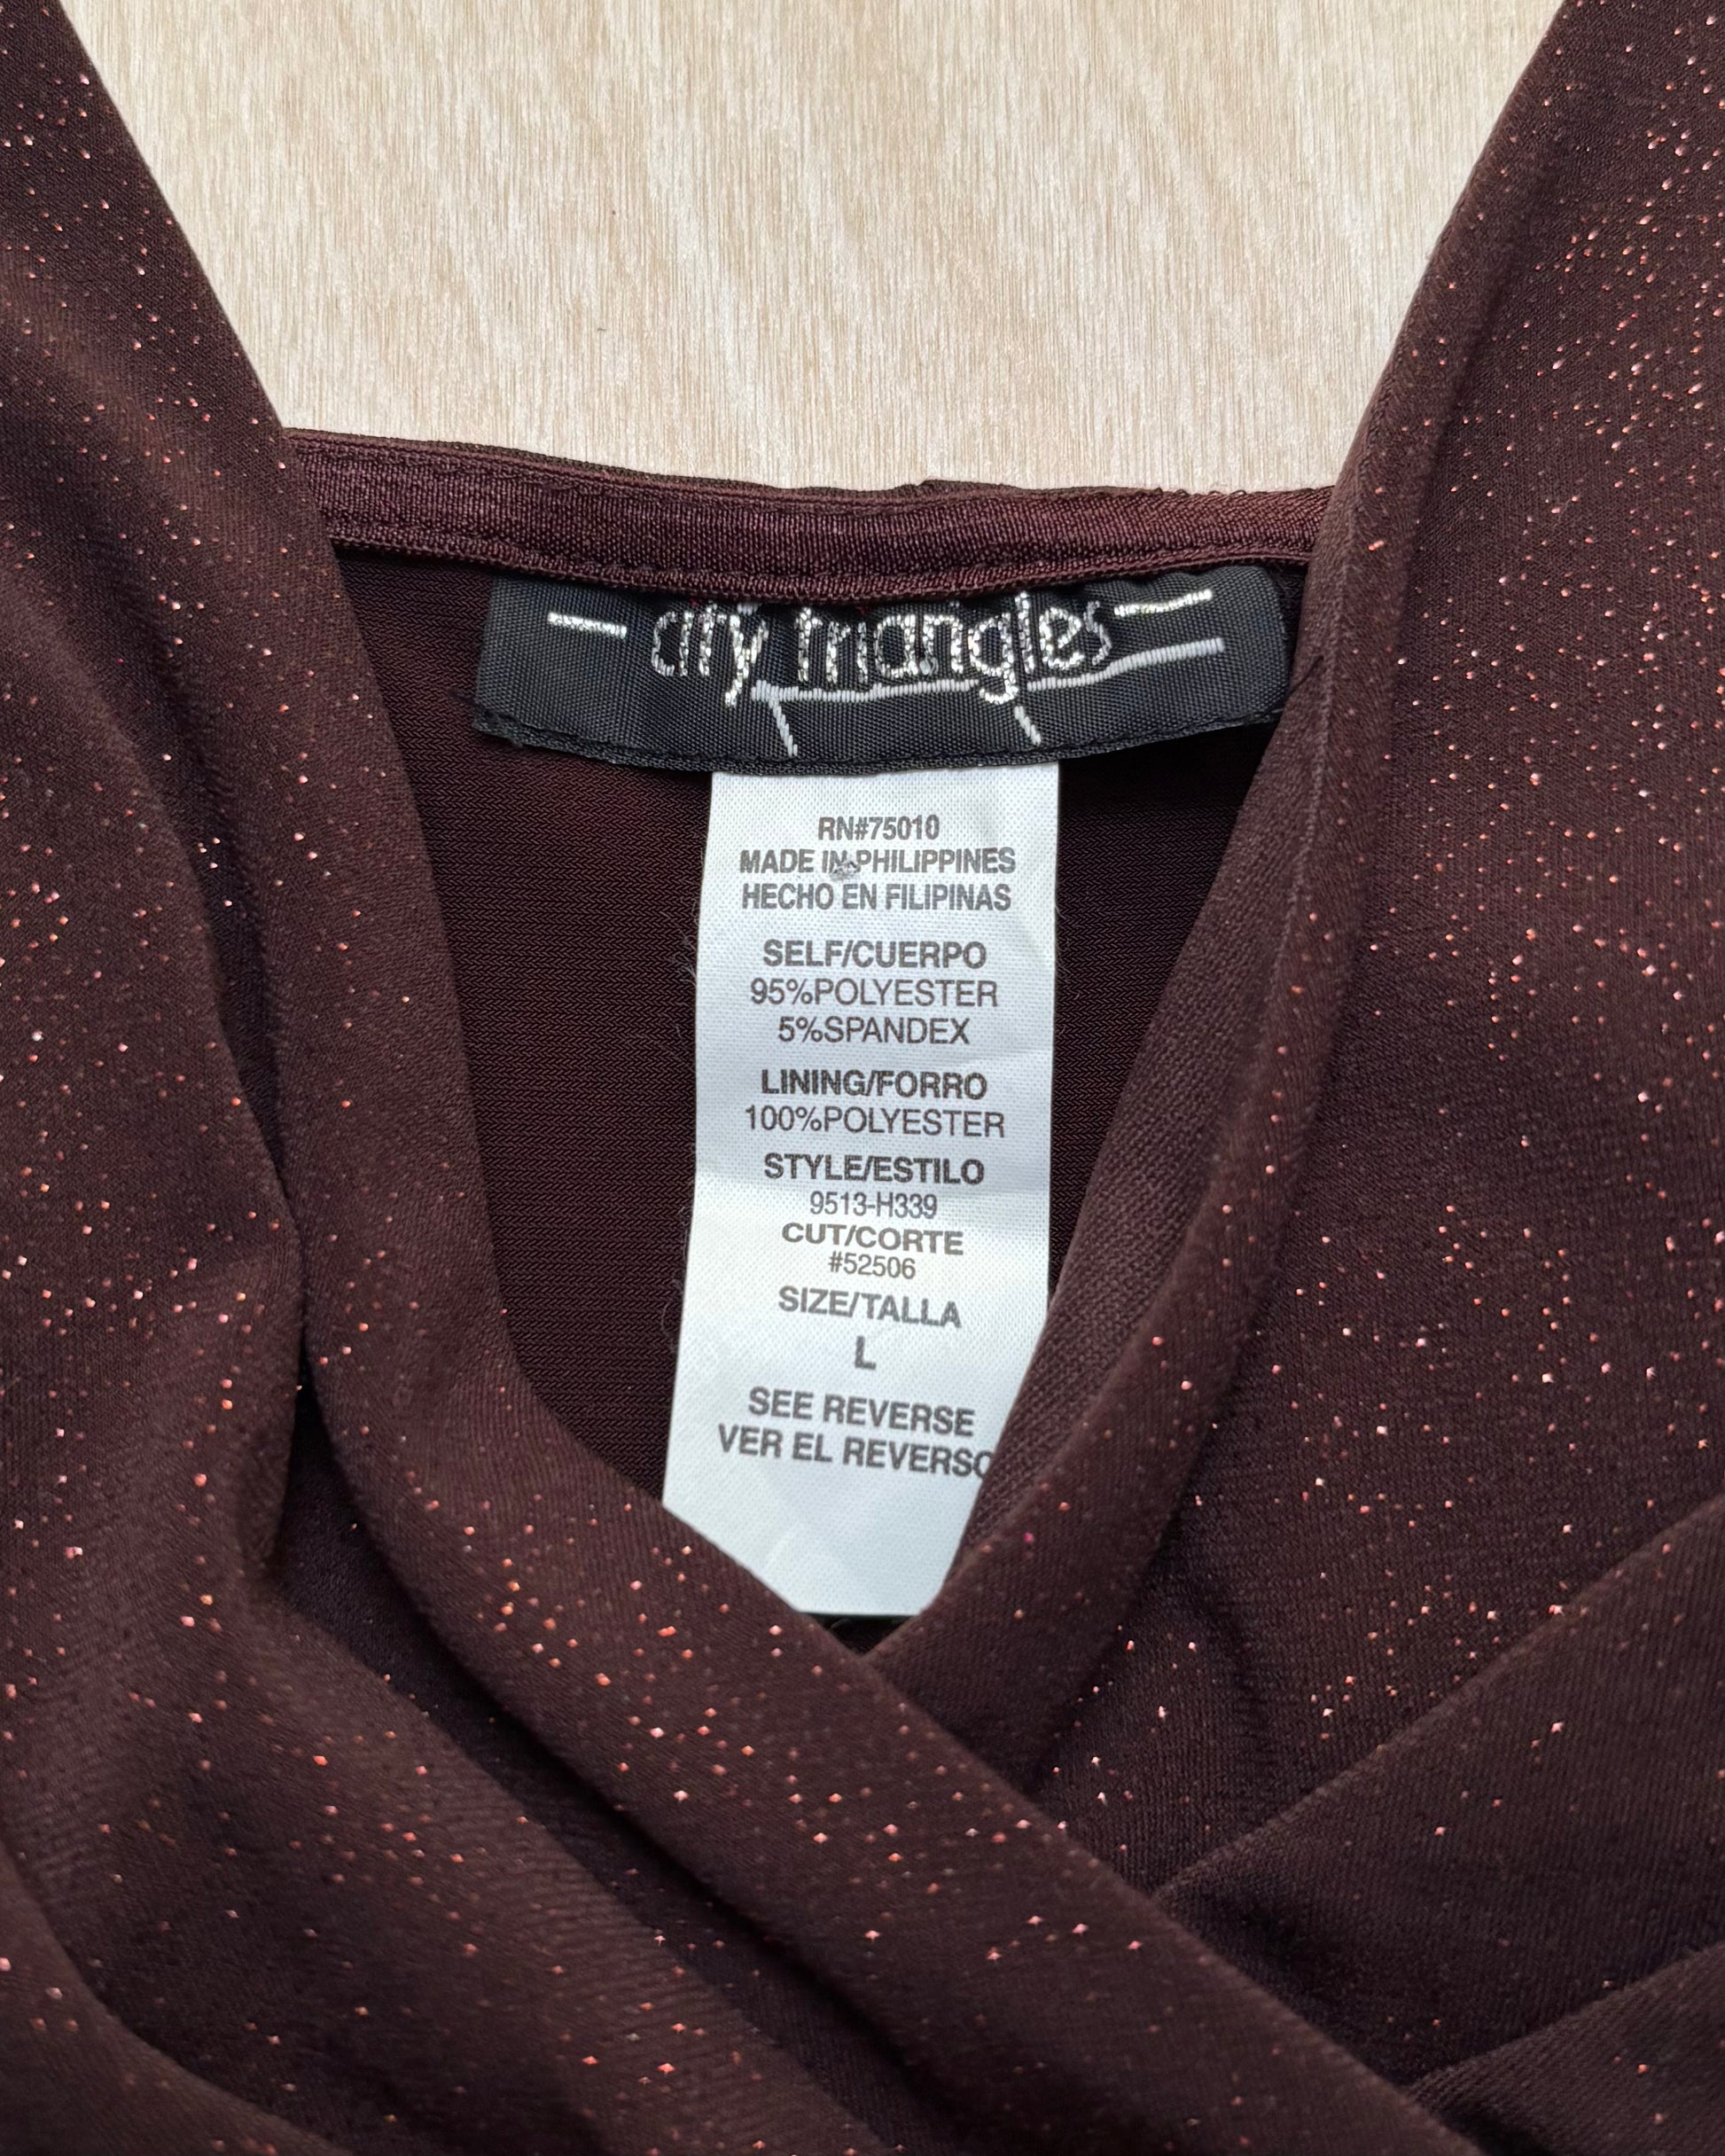 city triangles
RN#75010
MADE IN PHILIPPINES
HECHO EN FILIPINAS
SELF/CUERPO
95%POLYESTER
5%SPANDEX
LINING/FORRO
100%POLYESTER
STYLE/ESTILO
9513-H339
CUT/CORTE
#52506
SIZE/TALLA
L
SEE REVERSE
VER EL REVERSO